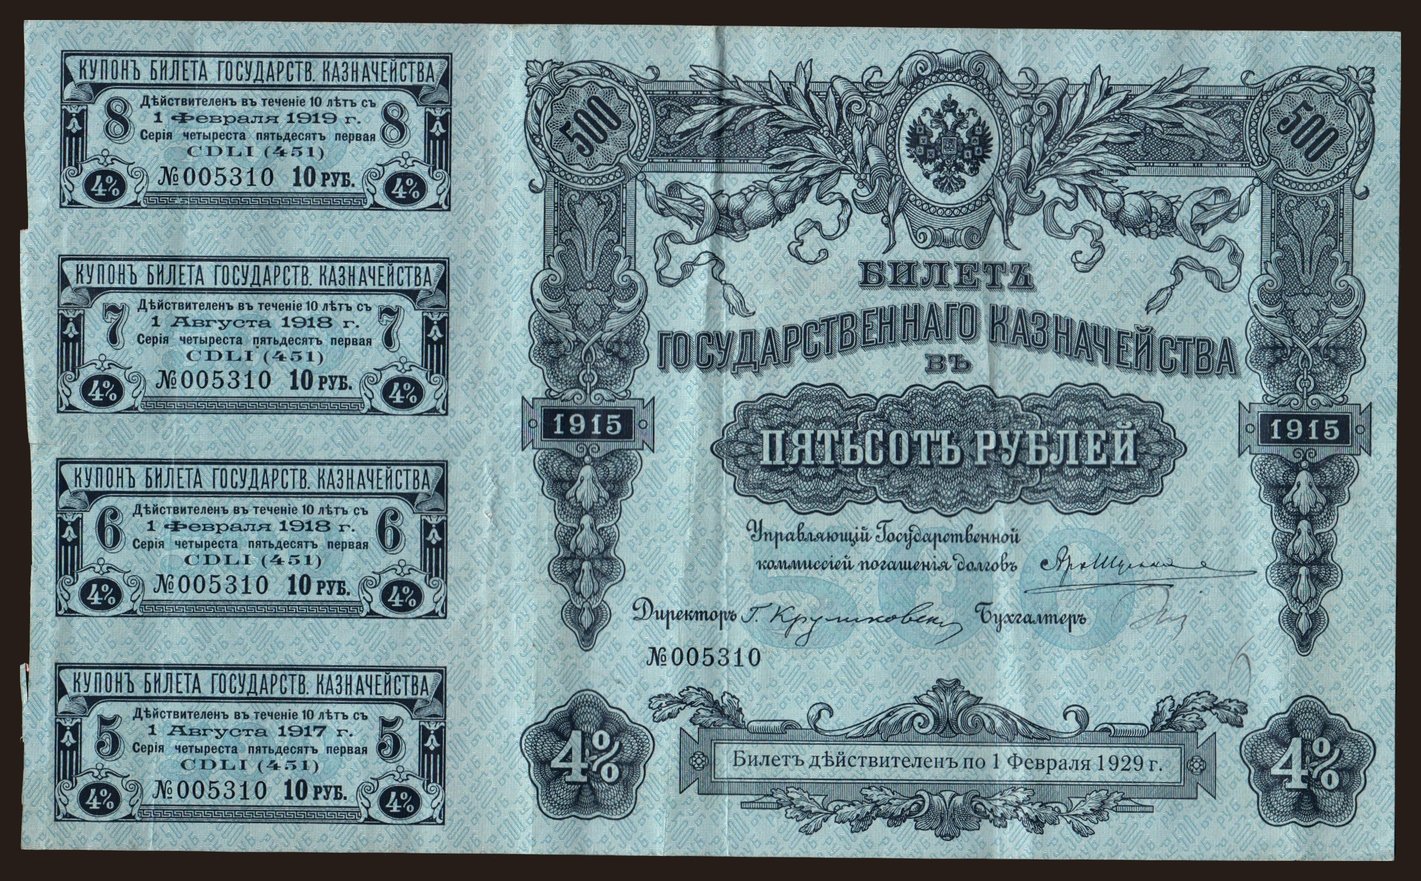 КУПОНЪ БИЛЕТА ГОСУДАРСТВ. КАЗНАЧЕЙСТВА
Дѣйствителенъ въ теченіе 10 лѣтъ съ
8 1 Февраля 1919 г. 8
Серія четыреста пятьдесятъ первая
CDLI (451)
4% №005310 10 РУБ. 4%
КУПОНЪ БИЛЕТА ГОСУДАРСТВ. КАЗНАЧЕЙСТВА
Дѣйствителенъ въ теченіе 10 лѣтъ съ
7 1 Августа 1918 г. 7
Серія четыреста пятьдесятъ первая
CDLI (451)
4% №005310 10 РУБ. 4%
КУПОНЪ БИЛЕТА ГОСУДАРСТВ. КАЗНАЧЕЙСТВА
Дѣйствителенъ въ теченіе 10 лѣтъ съ
6 1 Февраля 1918 г. 6
Серія четыреста пятьдесятъ первая
CDLI (451)
4% №005310 10 РУБ. 4%
КУПОНЪ БИЛЕТА ГОСУДАРСТВ. КАЗНАЧЕЙСТВА
Дѣйствителенъ въ теченіе 10 лѣтъ съ
5 1 Августа 1917 г. 5
Серія четыреста пятьдесятъ первая
CDLI (451)
4% №005310 10 РУБ. 4%
500 500
БИЛЕТЪ
ГОСУДАРСТВЕННАГО КАЗНАЧЕЙСТВА
ВЪ
1915 1915
ПЯТЬСОТЪ РУБЛЕЙ
Управляющій Государственной
коммиссіей погашенія долговъ
500
Директоръ Бухгалтеръ
№005310
4% 4%
Билетъ дѣйствителенъ по 1 Февраля 1929 г.